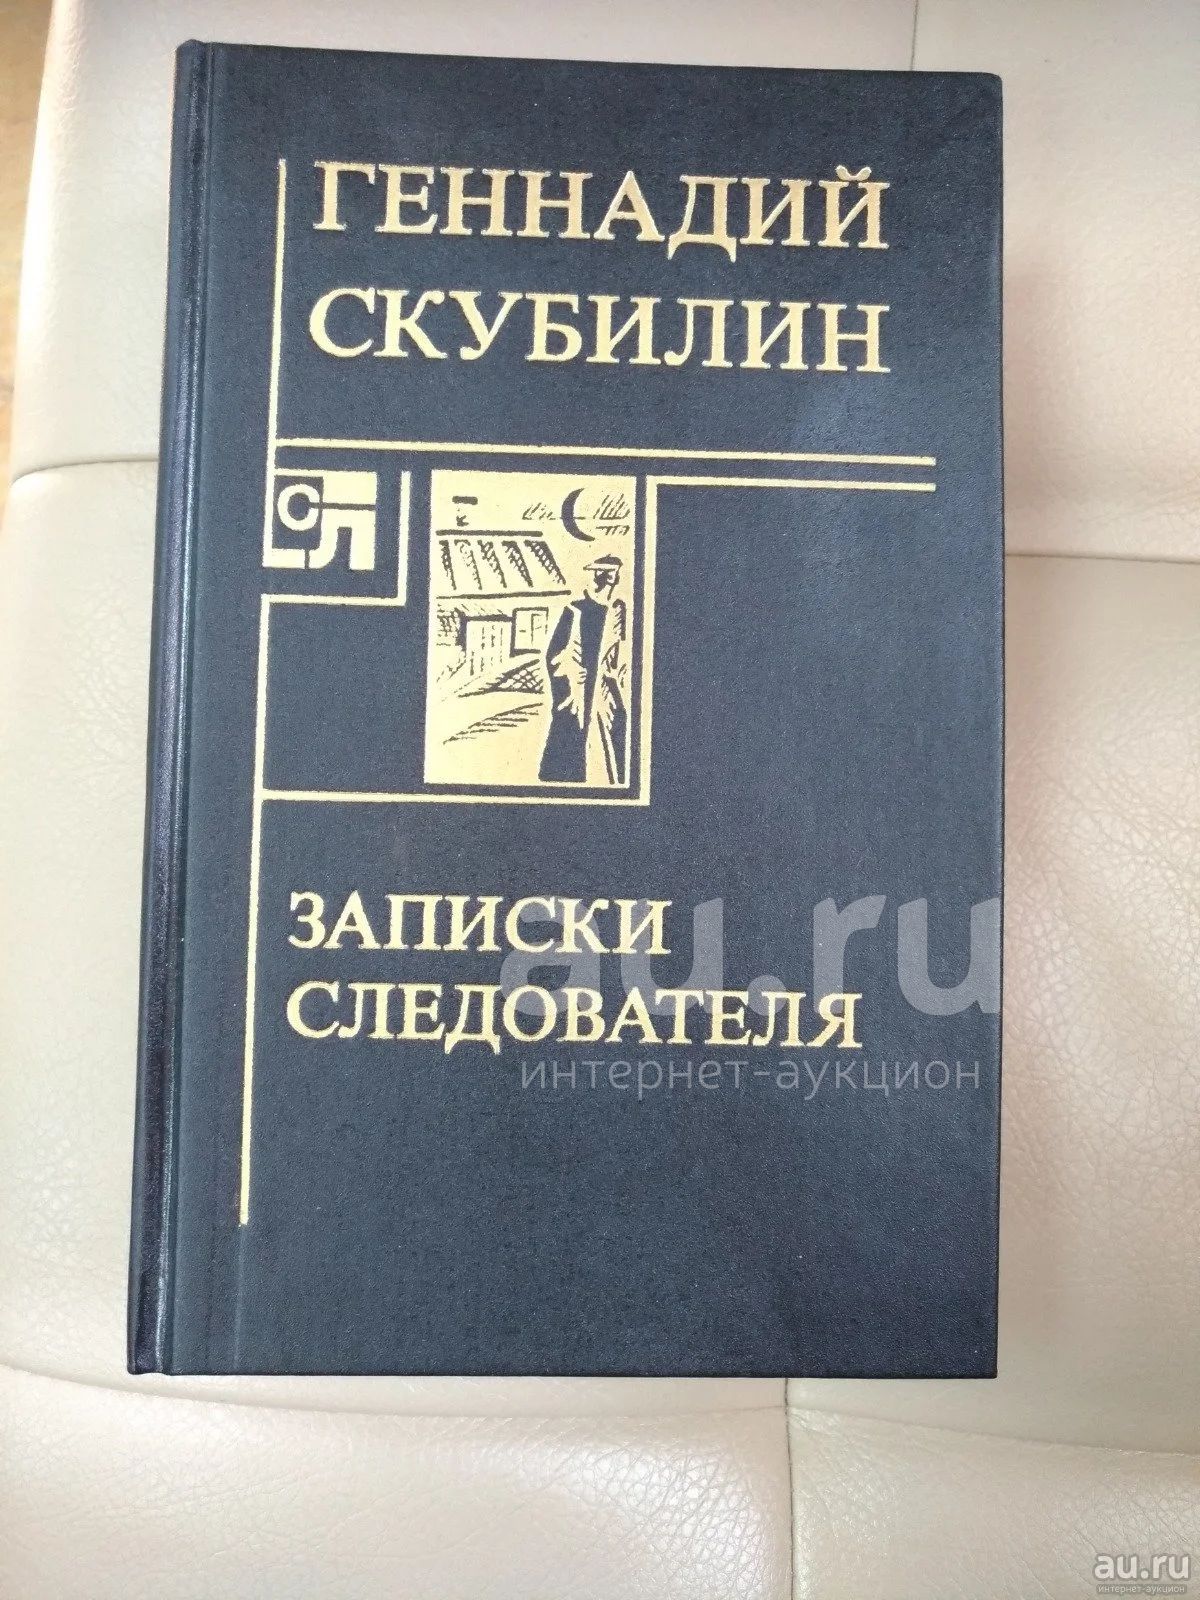 ГЕННАДИЙ
СКУБИЛИН
СЛ
ЗАПИСКИ
СЛЕДОВАТЕЛЯ
au.ru
интернет-аукцион
au.ru
интернет-аукцион